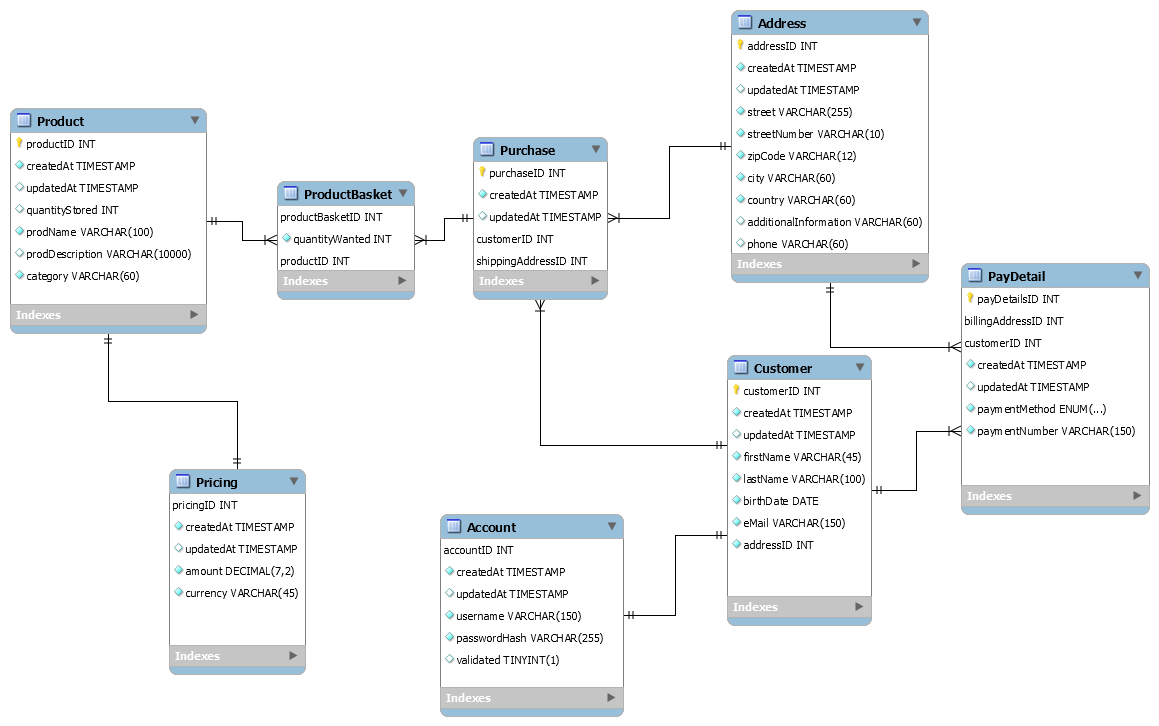 Address
addressID INT
createdAt TIMESTAMP
updatedAt TIMESTAMP
street VARCHAR(255)
streetNumber VARCHAR(10)
zipCode VARCHAR(12)
city VARCHAR(60)
country VARCHAR(60)
additionalInformation VARCHAR(60)
phone VARCHAR(60)
Indexes
Product
productID INT
createdAt TIMESTAMP
updatedAt TIMESTAMP
quantityStored INT
prodName VARCHAR(100)
prodDescription VARCHAR(10000)
category VARCHAR(60)
Indexes
ProductBasket
productBasketID INT
quantityWanted INT
productID INT
Indexes
Purchase
purchaseID INT
createdAt TIMESTAMP
updatedAt TIMESTAMP
customerID INT
shippingAddressID INT
Indexes
PayDetail
payDetailsID INT
billingAddressID INT
customerID INT
createdAt TIMESTAMP
updatedAt TIMESTAMP
paymentMethod ENUM(...)
paymentNumber VARCHAR(150)
Indexes
Customer
customerID INT
createdAt TIMESTAMP
updatedAt TIMESTAMP
firstName VARCHAR(45)
lastName VARCHAR(100)
birthDate DATE
eMail VARCHAR(150)
addressID INT
Indexes
Pricing
pricingID INT
createdAt TIMESTAMP
updatedAt TIMESTAMP
amount DECIMAL(7,2)
currency VARCHAR(45)
Indexes
Account
accountID INT
createdAt TIMESTAMP
updatedAt TIMESTAMP
username VARCHAR(150)
passwordHash VARCHAR(255)
validated TINYINT(1)
Indexes